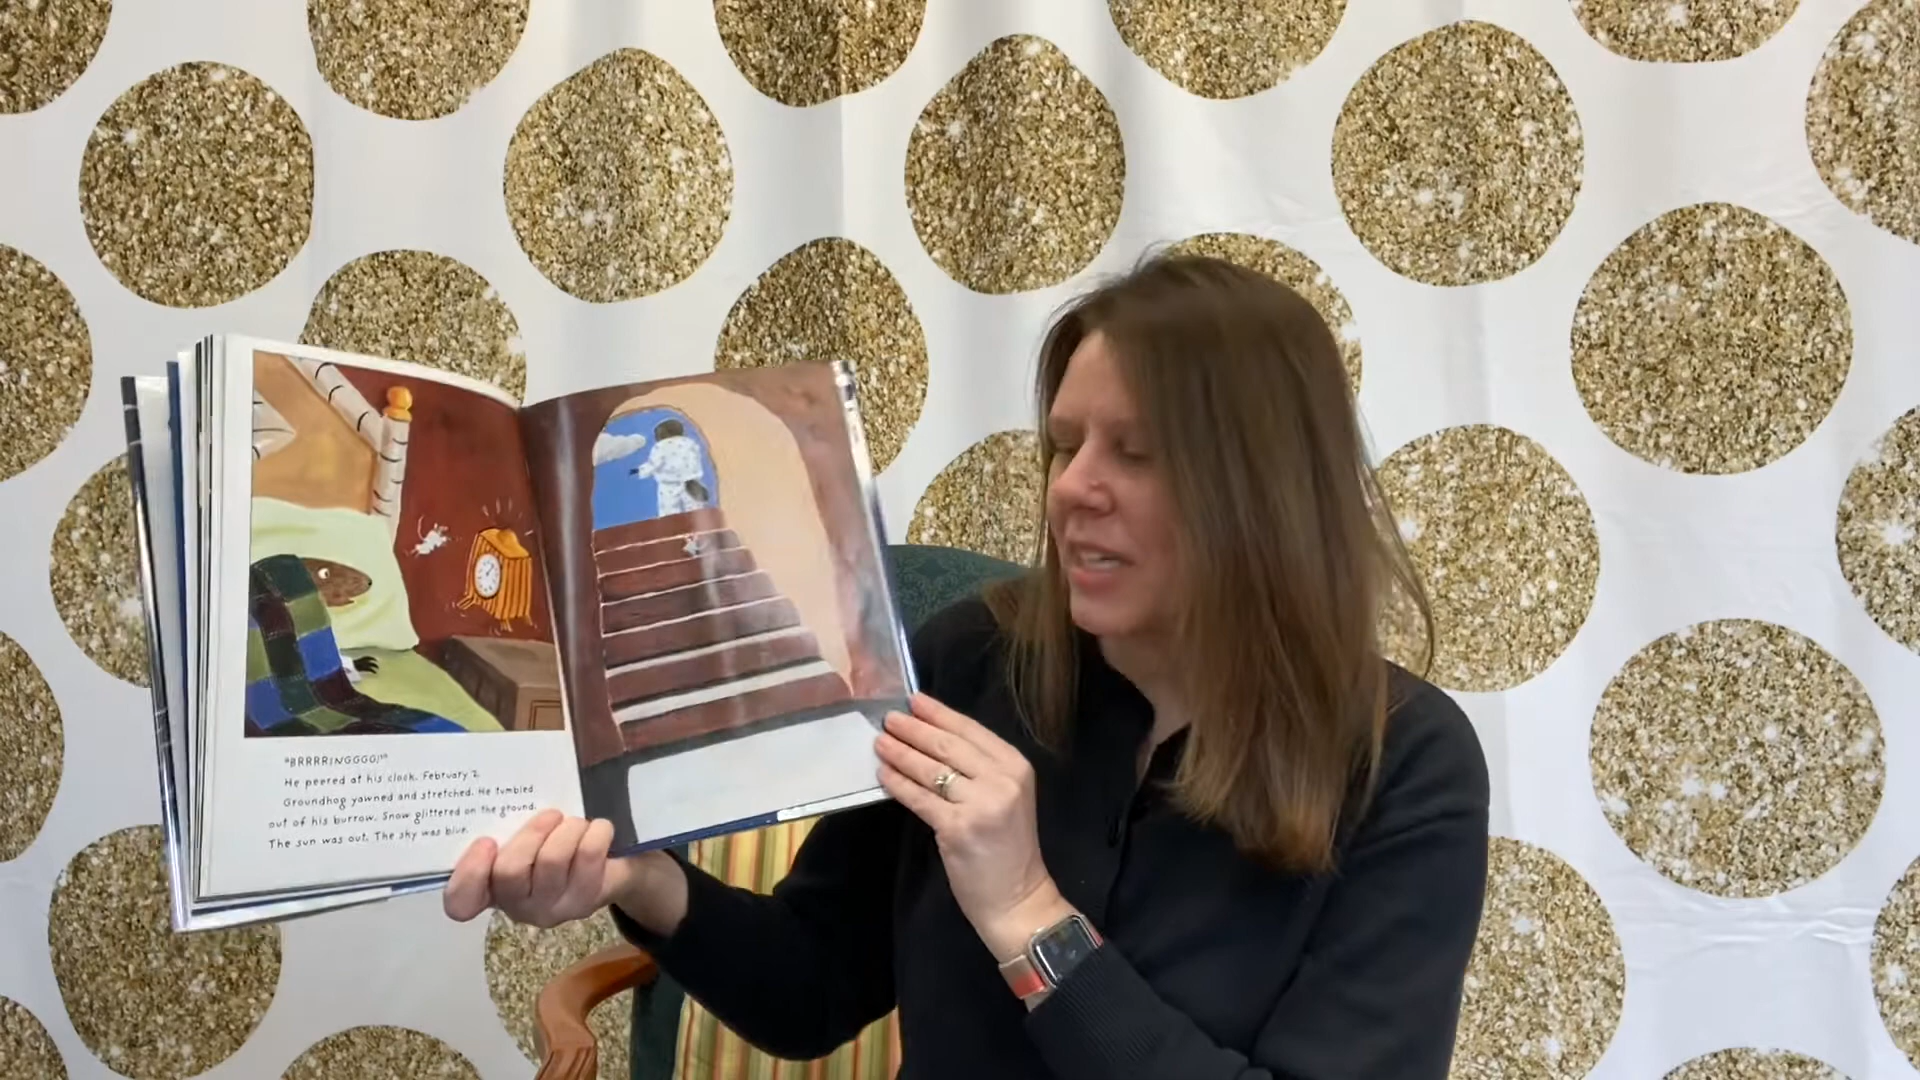 "BRRRRINGGGG!"
He peered at his clock. February 2.
Groundhog yawned and stretched. He tumbled
out of his burrow. Snow glittered on the ground.
The sun was out. The sky was blue.